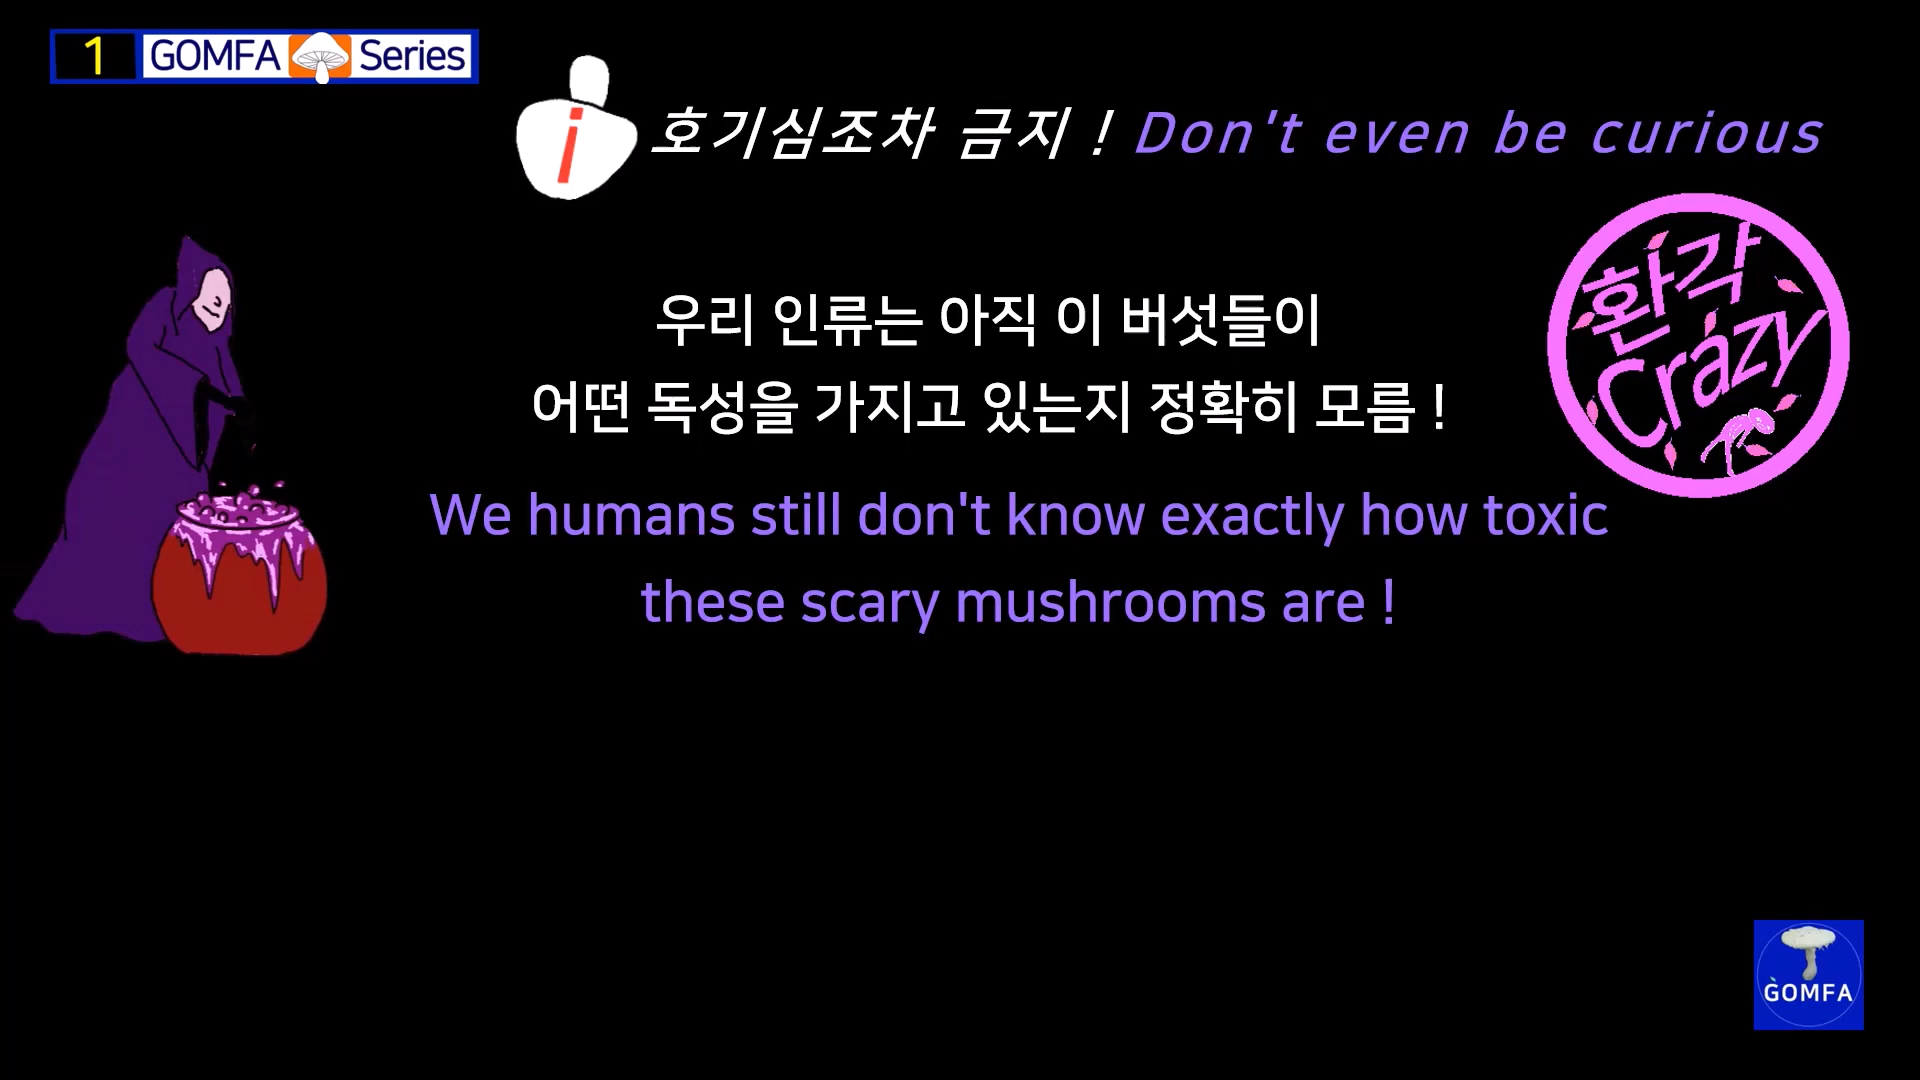 1 GOMFA Series
i 호기심조차 금지 ! Don't even be curious
환각
Crazy
우리 인류는 아직 이 버섯들이
어떤 독성을 가지고 있는지 정확히 모름 !
We humans still don't know exactly how toxic
these scary mushrooms are !
GOMFA